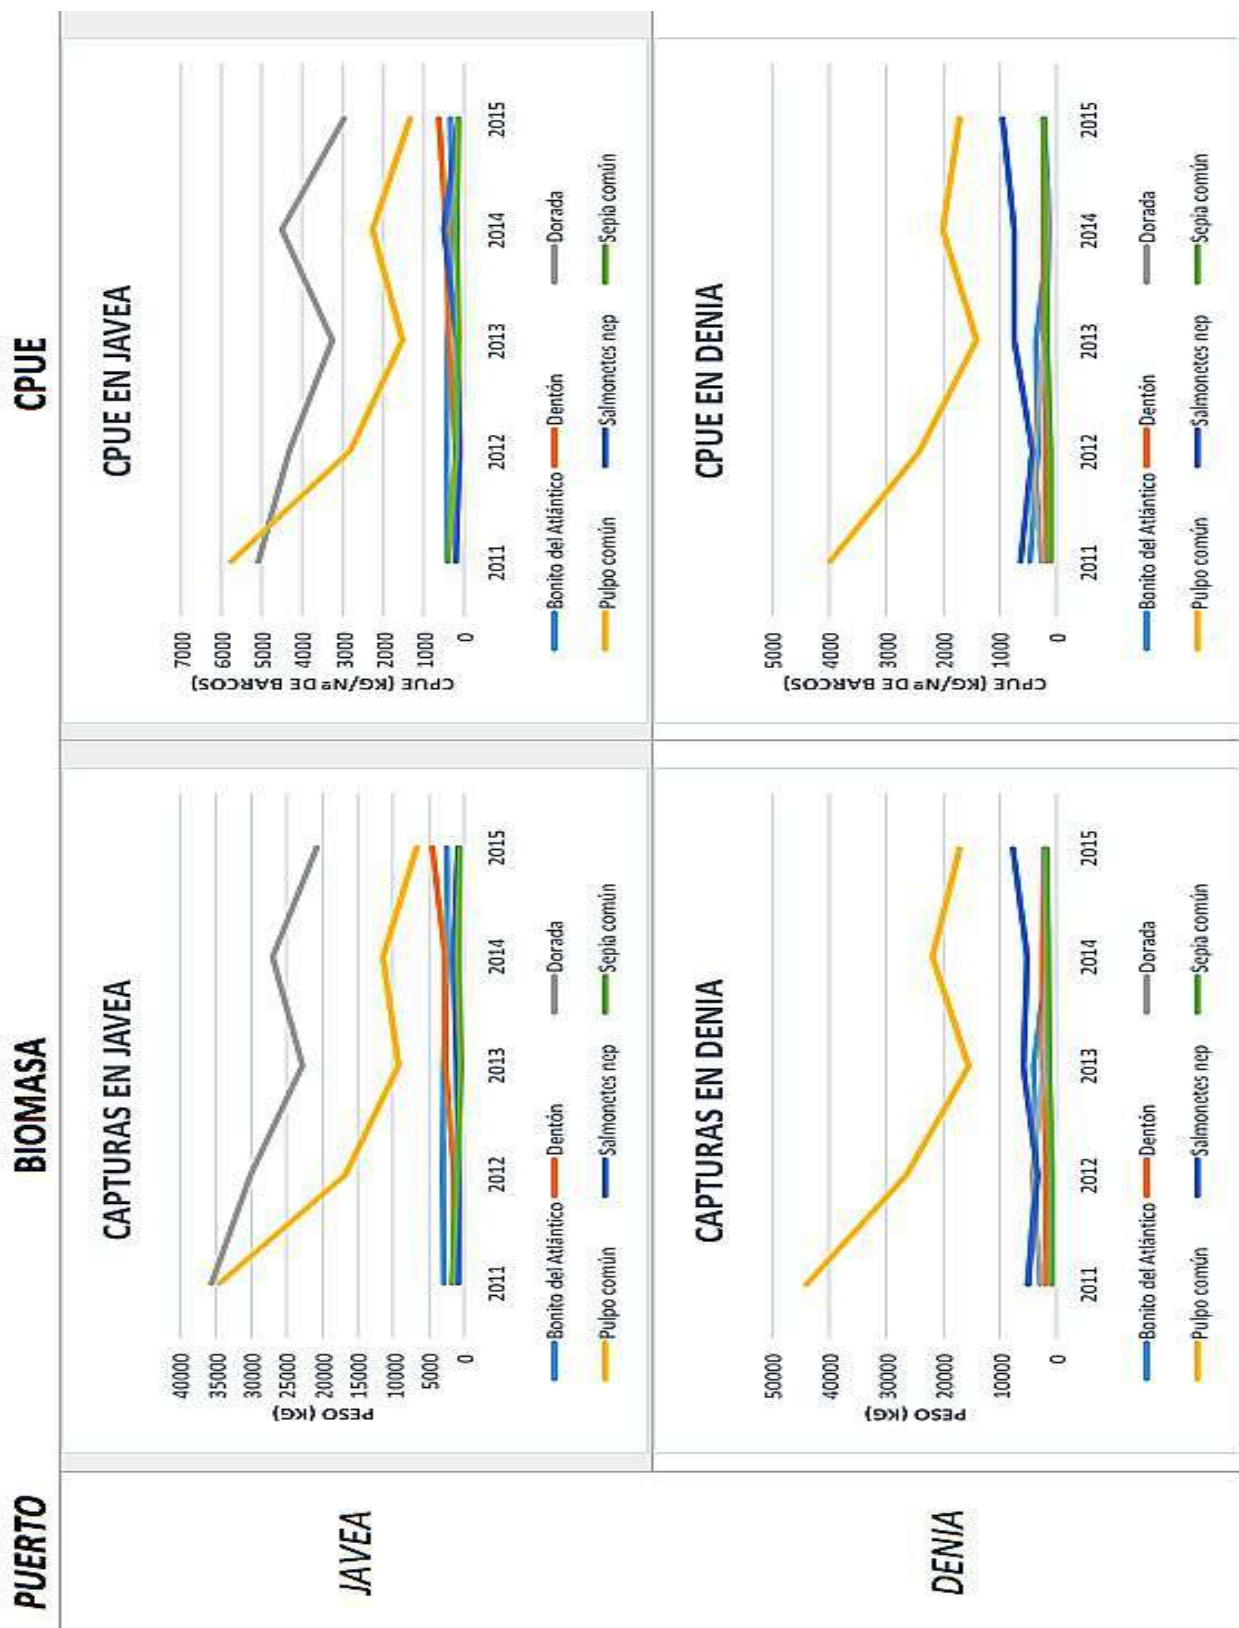 PUERTO BIOMASA CPUE
JAVEA
CAPTURAS EN JAVEA
PESO (KG)
40000
35000
30000
25000
20000
15000
10000
5000
0
2011 2012 2013 2014 2015
Bonito del Atlántico Dentón Dorada
Pulpo común Salmonetes nep Sepia común
CPUE EN JAVEA
CPUE (KG/Nº DE BARCOS)
7000
6000
5000
4000
3000
2000
1000
0
2011 2012 2013 2014 2015
Bonito del Atlántico Dentón Dorada
Pulpo común Salmonetes nep Sepia común
DENIA
CAPTURAS EN DENIA
PESO (KG)
50000
40000
30000
20000
10000
0
2011 2012 2013 2014 2015
Bonito del Atlántico Dentón Dorada
Pulpo común Salmonetes nep Sepia común
CPUE EN DENIA
CPUE (KG/Nº DE BARCOS)
5000
4000
3000
2000
1000
0
2011 2012 2013 2014 2015
Bonito del Atlántico Dentón Dorada
Pulpo común Salmonetes nep Sepia común